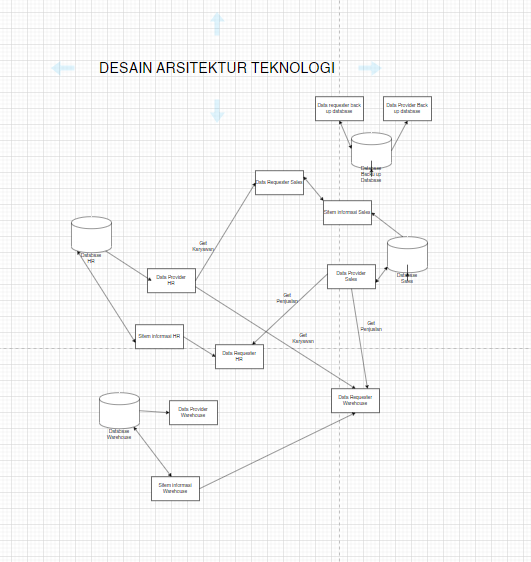 DESAIN ARSITEKTUR TEKNOLOGI
Data requester back
up database
Data Provider Back
up database
Database
Back up
Database
Data Requester Sales
Sitem informasi Sales
Get
Karyawan
Database
HR
Data Provider
HR
Data Provider
Sales
Database
Sales
Get
Penjualan
Get
Penjualan
Sitem informasi HR
Get
Karyawan
Data Requester
HR
Data Requester
Warehouse
Data Provider
Warehouse
Database
Warehouse
Sitem informasi
Warehouse